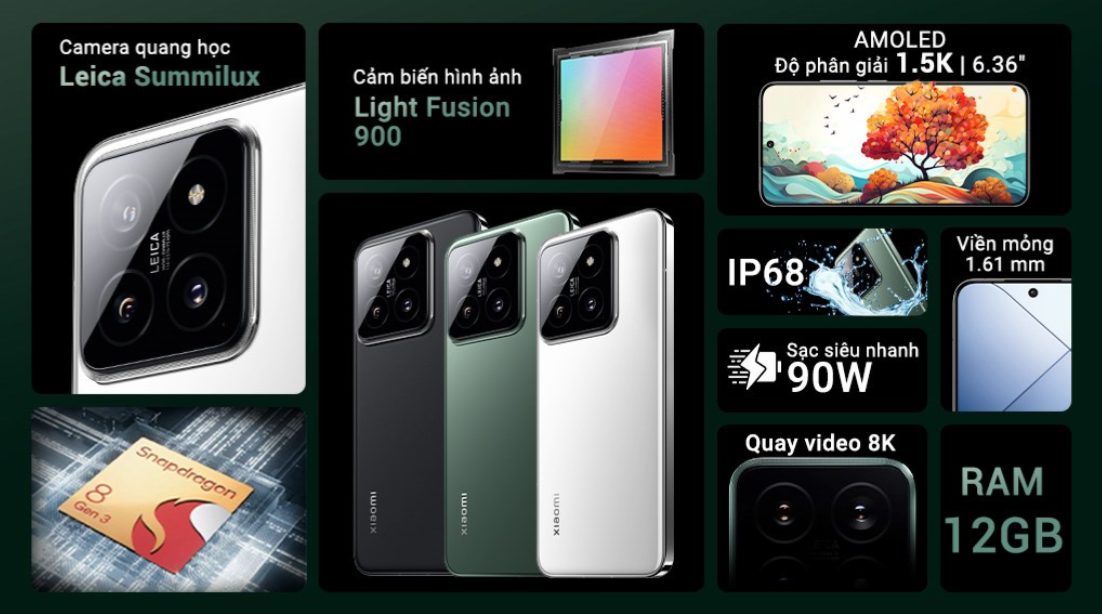 Camera quang học
Leica Summilux
LEICA
Cảm biến hình ảnh
Light Fusion
900
AMOLED
Độ phân giải 1.5K | 6.36"
IP68
Viền mỏng
1.61 mm
Sạc siêu nhanh
90W
Quay video 8K
RAM
12GB
Snapdragon
8
Gen 3
xiaomi
xiaomi
xiaomi